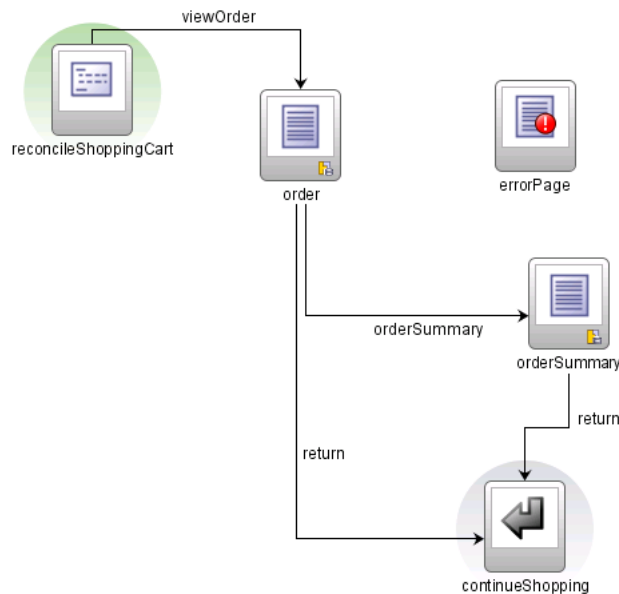 viewOrder
reconcileShoppingCart
order
errorPage
orderSummary
orderSummary
return
return
continueShopping